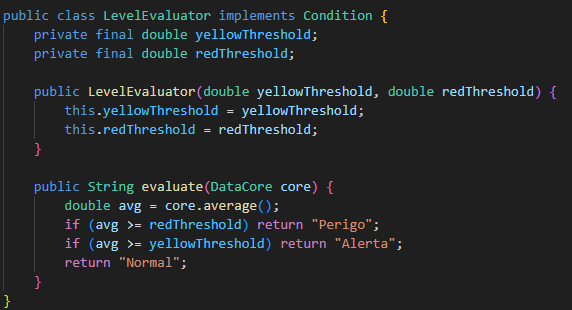 public class LevelEvaluator implements Condition {
    private final double yellowThreshold;
    private final double redThreshold;

    public LevelEvaluator(double yellowThreshold, double redThreshold) {
        this.yellowThreshold = yellowThreshold;
        this.redThreshold = redThreshold;
    }

    public String evaluate(DataCore core) {
        double avg = core.average();
        if (avg >= redThreshold) return "Perigo";
        if (avg >= yellowThreshold) return "Alerta";
        return "Normal";
    }
}